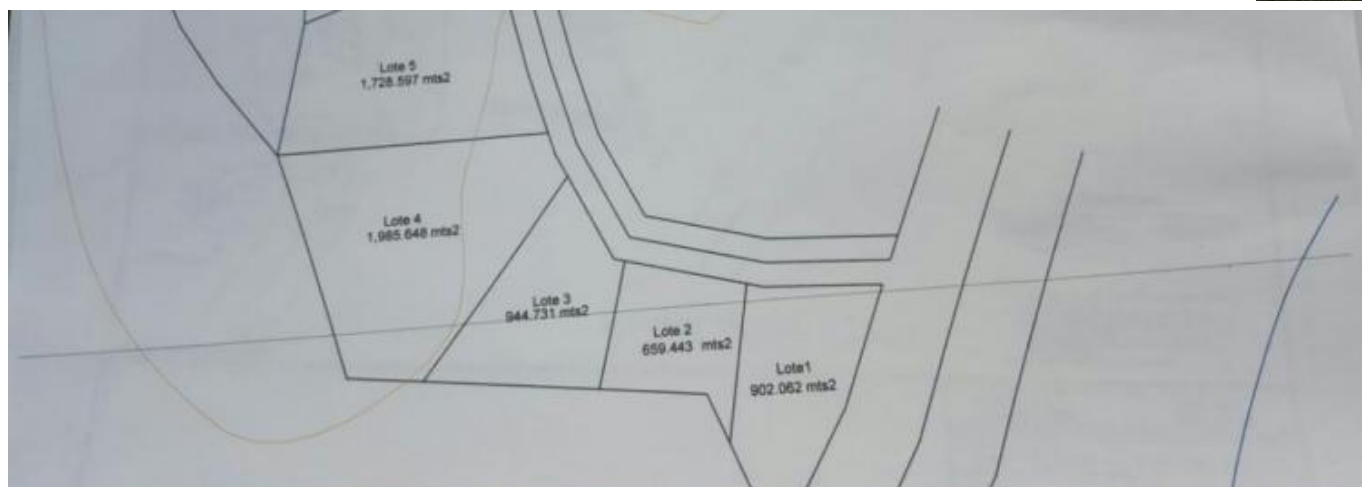 Lote 5
1,728.597 mts2
Lote 4
1,985.648 mts2
Lote 3
944.731 mts2
Lote 2
659.443 mts2
Lote1
902.062 mts2